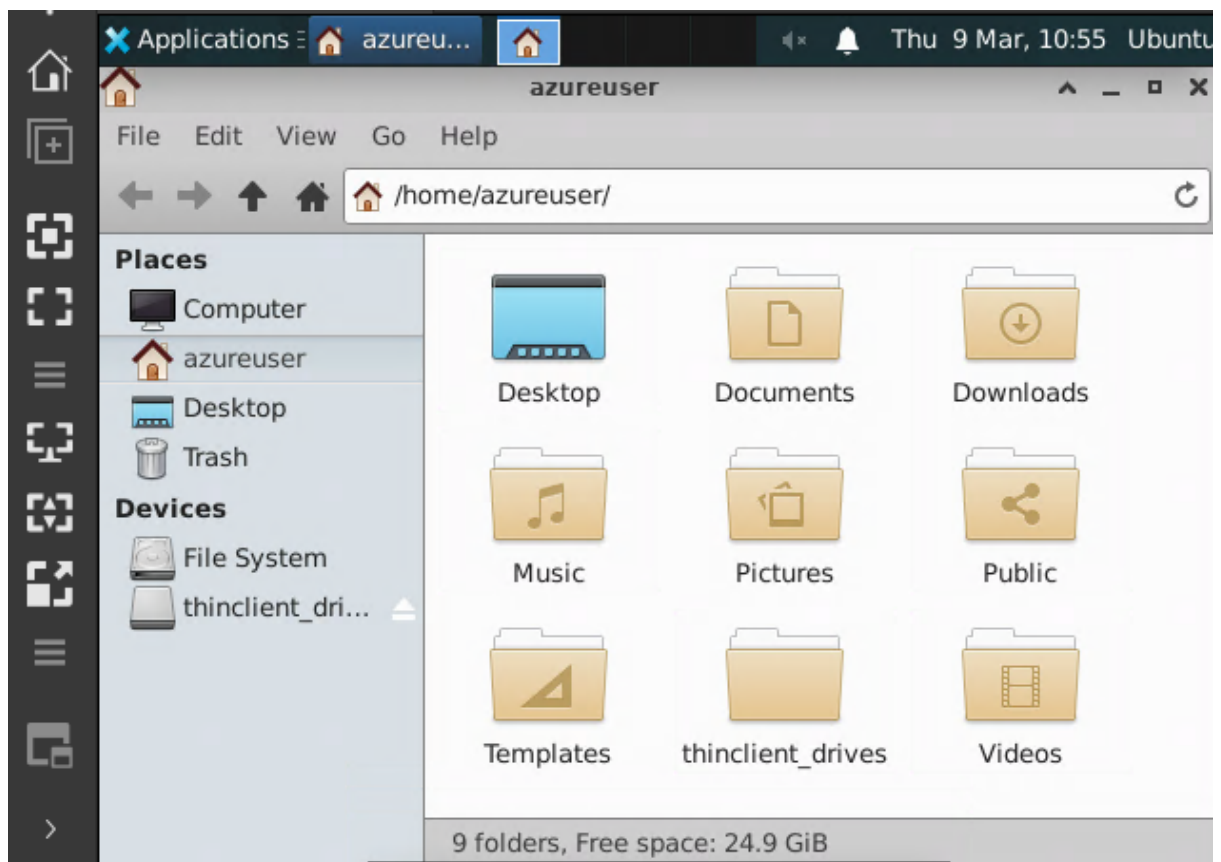 Applications azureu... Thu 9 Mar, 10:55 Ubuntu
azureuser
File Edit View Go Help
/home/azureuser/
Places
Computer
azureuser
Desktop
Trash
Devices
File System
thinclient_dri...
Desktop Documents Downloads
Music Pictures Public
Templates thinclient_drives Videos
9 folders, Free space: 24.9 GiB